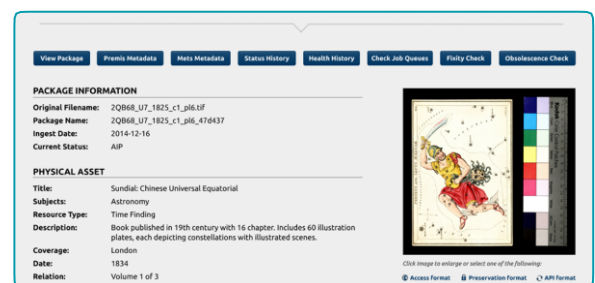 View Package Premis Metadata Mets Metadata Status History Health History Check Job Queues Fixity Check Obsolescence Check
PACKAGE INFORMATION
Original Filename: 2QB68_U7_1825_c1_pl6.tif
Package Name: 2QB68_U7_1825_c1_pl6_47d437
Ingest Date: 2014-12-16
Current Status: AIP
PHYSICAL ASSET
Title: Sundial: Chinese Universal Equatorial
Subjects: Astronomy
Resource Type: Time Finding
Description: Book published in 19th century with 16 chapter. Includes 60 illustration
plates, each depicting constellations with illustrated scenes.
Coverage: London
Date: 1834
Relation: Volume 1 of 3
Click image to enlarge or select one of the following:
Access format Preservation format API format